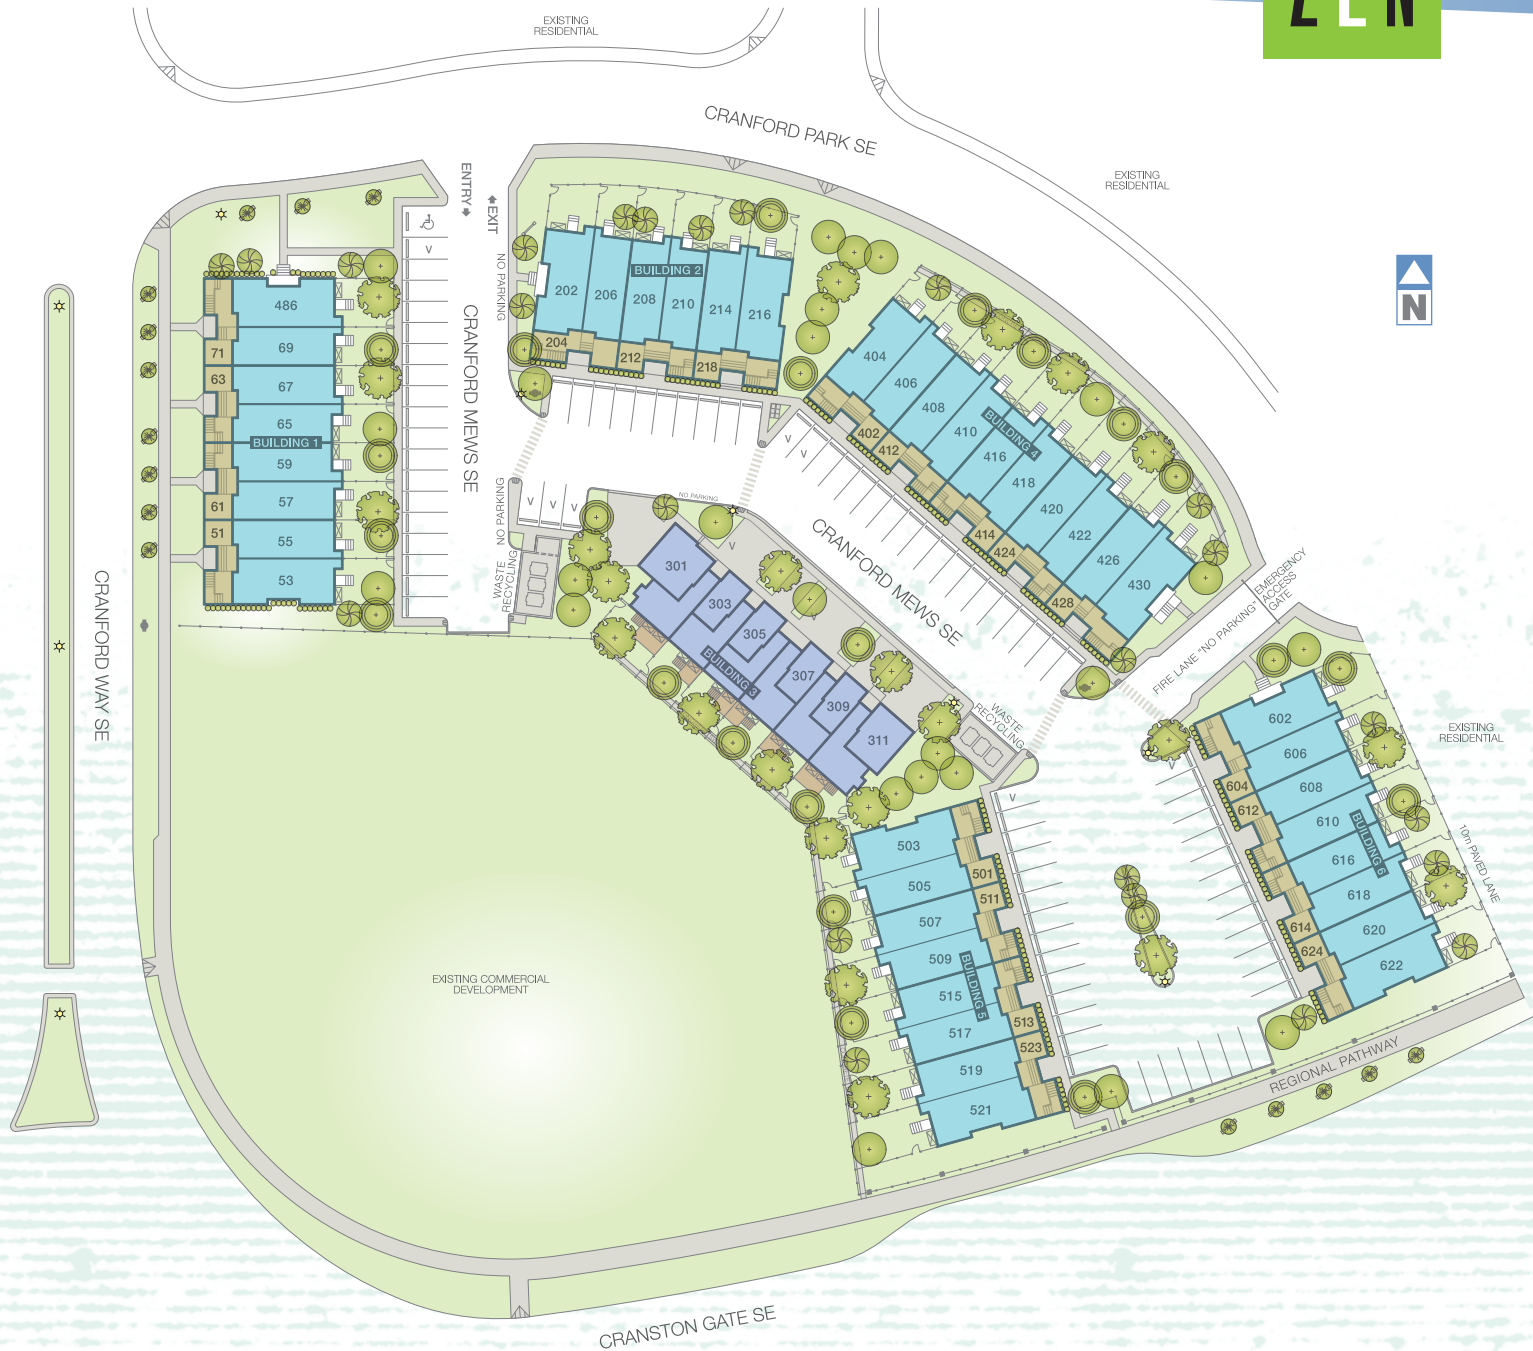 ZEN
EXISTING
RESIDENTIAL
CRANFORD PARK SE
EXISTING
RESIDENTIAL
ENTRY
EXIT
NO PARKING
CRANFORD MEWS SE
NO PARKING
WASTE
RECYCLING
N
486
71
69
63
67
65
BUILDING 1
59
57
61
51
55
53
BUILDING 2
202
206
208
210
214
216
204
212
218
404
406
408
410
BUILDING 4
416
418
420
422
426
430
402
412
414
424
428
NO PARKING
V
V
V
V
V
V
V
V
V
CRANFORD MEWS SE
301
303
305
BUILDING 3
307
309
311
WASTE
RECYCLING
EMERGENCY
ACCESS
GATE
FIRE LANE "NO PARKING"
CRANFORD WAY SE
EXISTING
RESIDENTIAL
602
606
604
608
612
610
BUILDING 6
616
618
614
620
624
622
10m PAVED LANE
503
501
505
511
507
509
BUILDING 5
515
513
517
523
519
521
EXISTING COMMERCIAL
DEVELOPMENT
REGIONAL PATHWAY
CRANSTON GATE SE